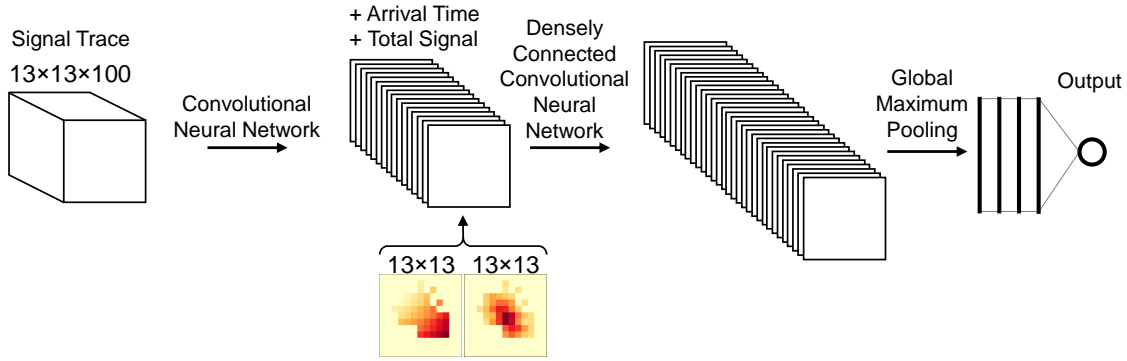 Signal Trace
13×13×100
Convolutional
Neural Network
+ Arrival Time
+ Total Signal
13×13
13×13
Densely
Connected
Convolutional
Neural
Network
Global
Maximum
Pooling
Output